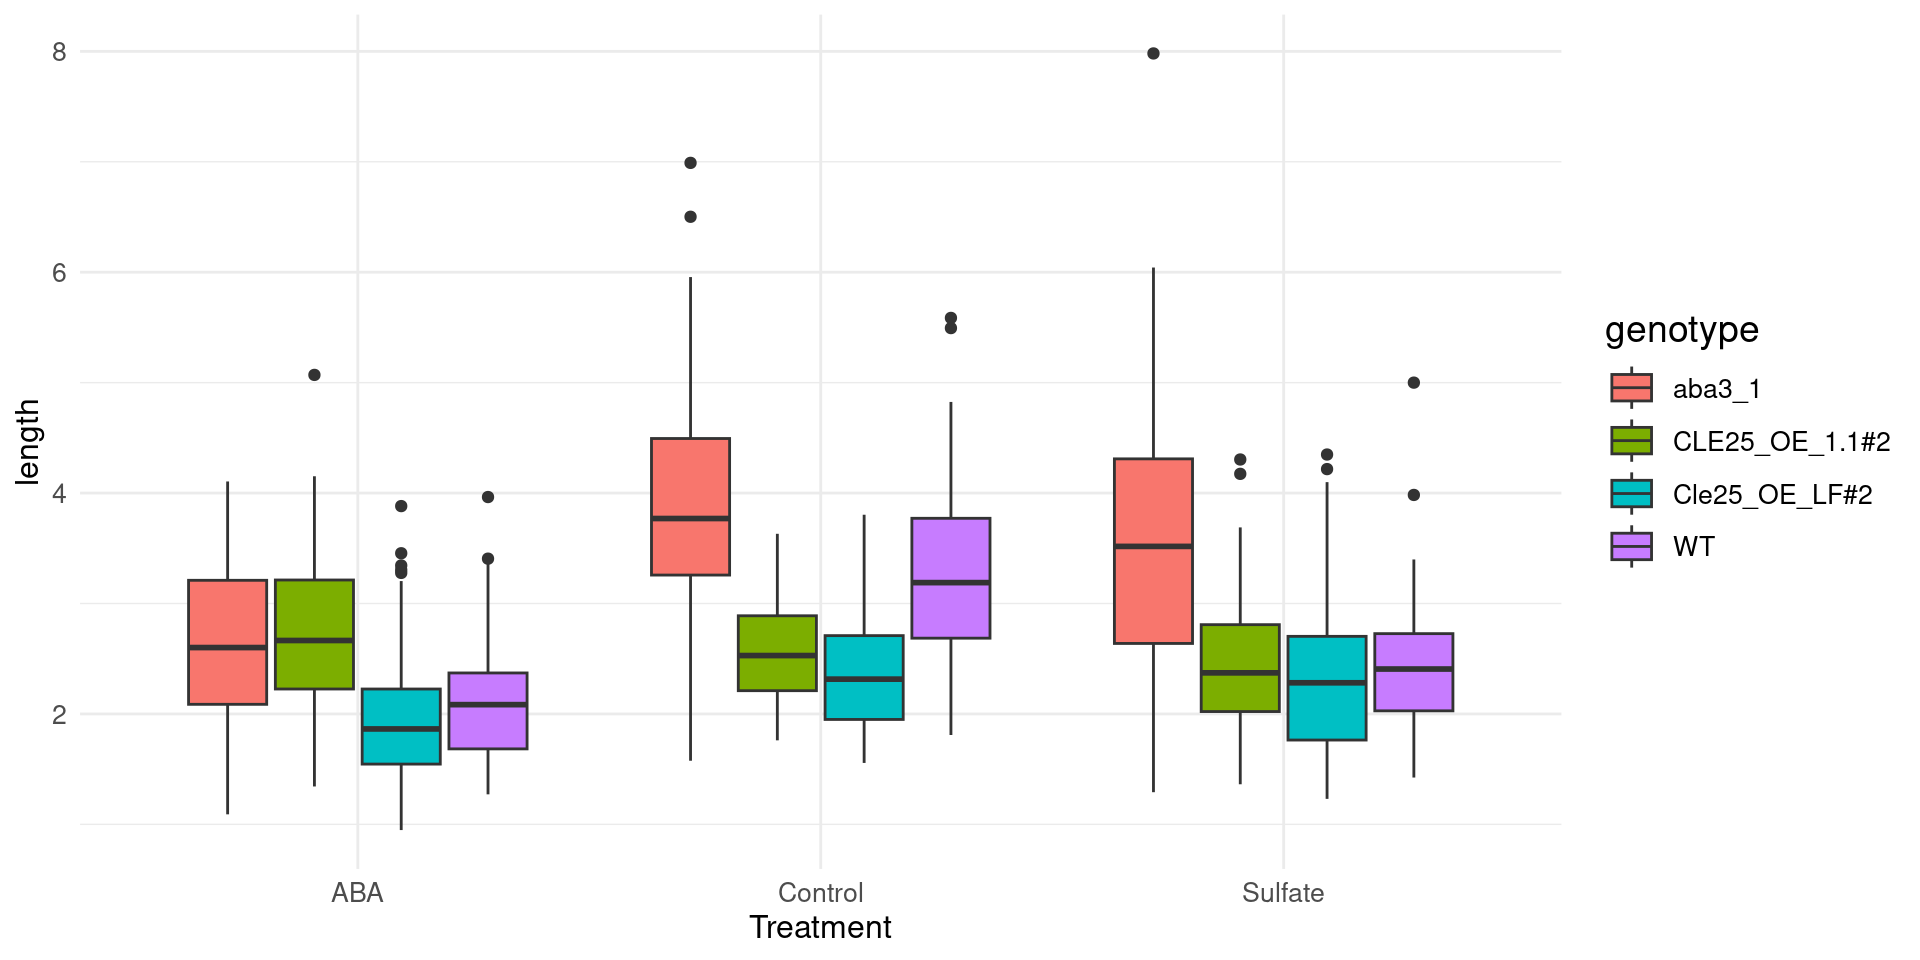 8
6
4
2
length
ABA
Control
Sulfate
Treatment
genotype
aba3_1
CLE25_OE_1.1#2
Cle25_OE_LF#2
WT